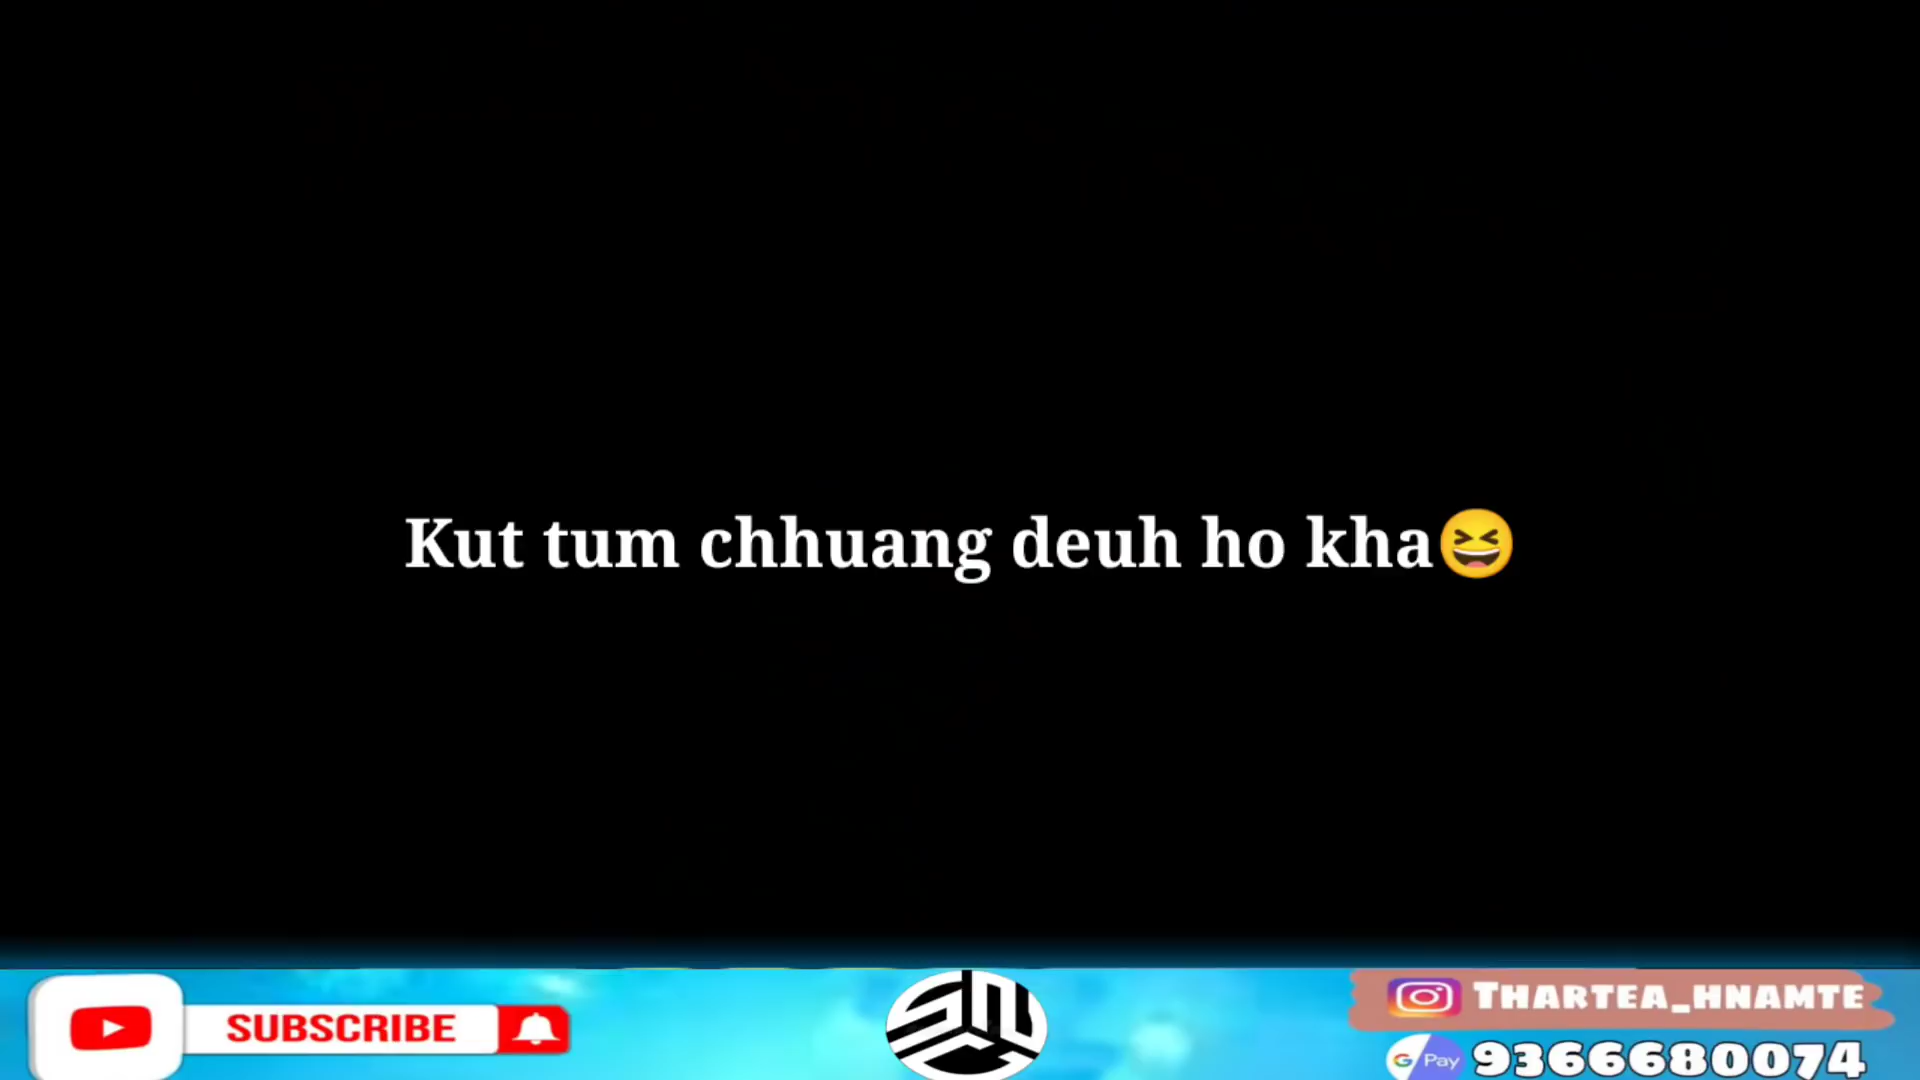 Kut tum chhuang deuh ho kha😆
SUBSCRIBE
THARTEA_HNAMTE
G Pay 9366680074